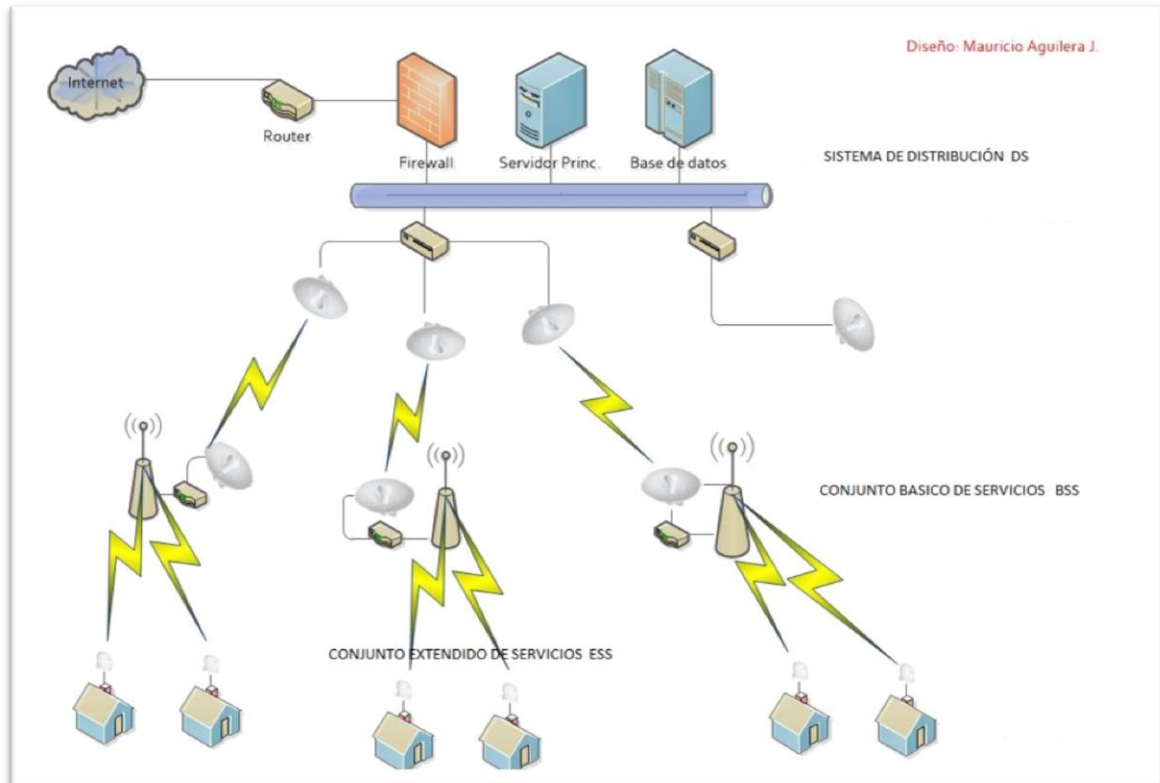 Diseño: Mauricio Aguilera J.
Internet
Router
Firewall
Servidor Princ.
Base de datos
SISTEMA DE DISTRIBUCIÓN DS
CONJUNTO BASICO DE SERVICIOS BSS
CONJUNTO EXTENDIDO DE SERVICIOS ESS